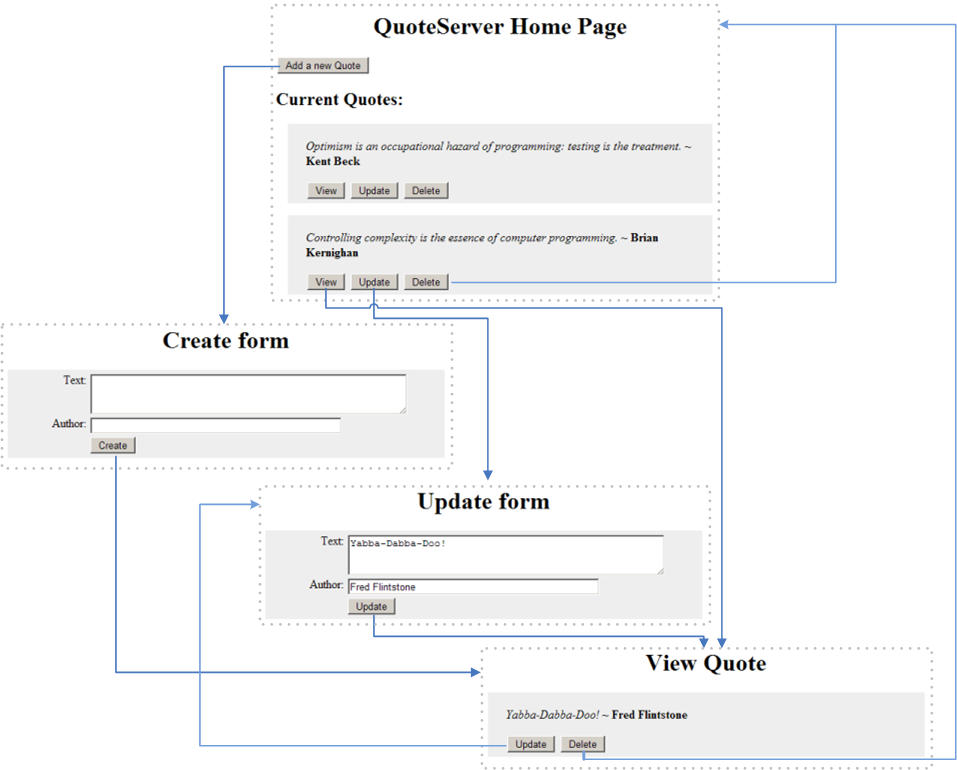 QuoteServer Home Page
Add a new Quote
Current Quotes:
Optimism is an occupational hazard of programming: testing is the treatment. ~
Kent Beck
View Update Delete
Controlling complexity is the essence of computer programming. ~ Brian
Kernighan
View Update Delete
Create form
Text:
Author:
Create
Update form
Text: Yabba-Dabba-Doo!
Author: Fred Flintstone
Update
View Quote
Yabba-Dabba-Doo! ~ Fred Flintstone
Update Delete